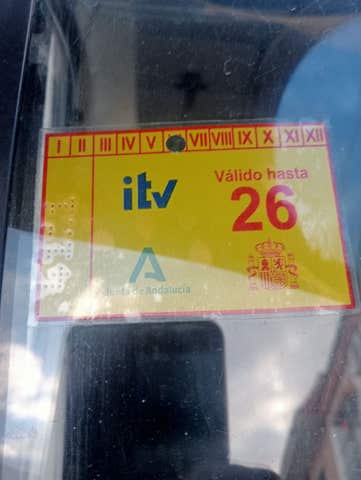 I II III IV V VII VIII IX X XI XII
itv
Válido hasta
26
Junta de Andalucía